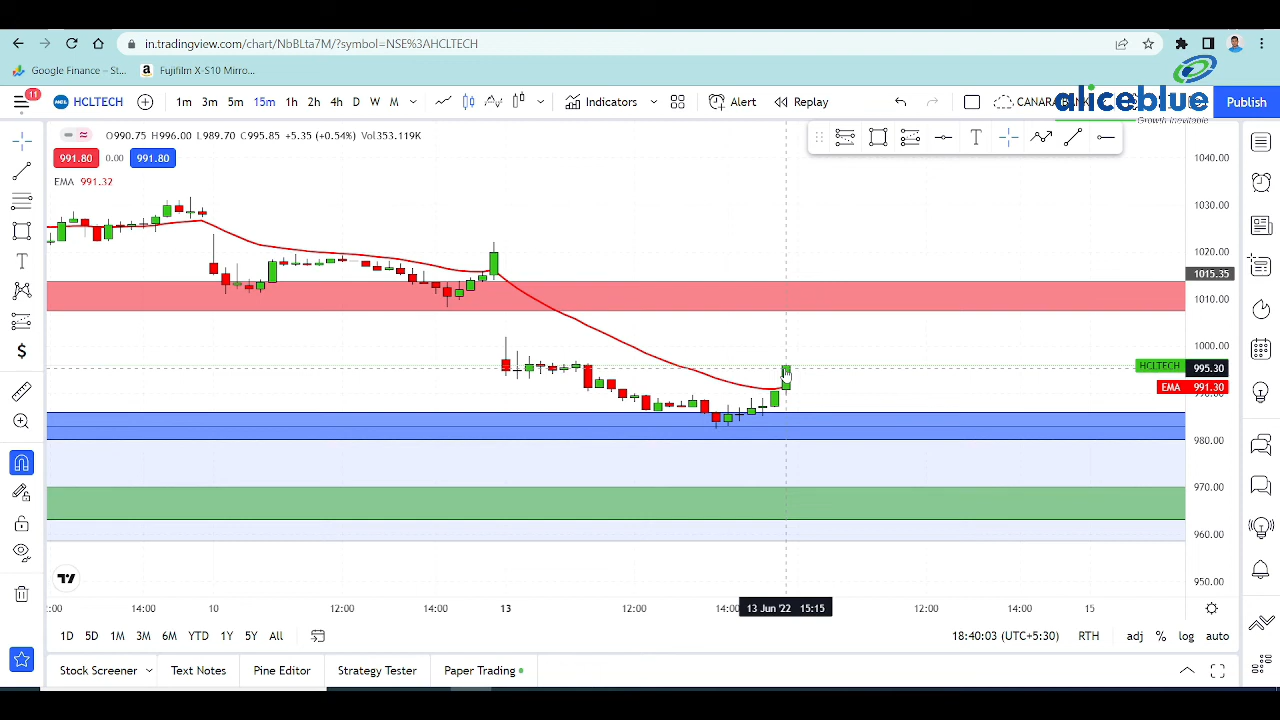 in.tradingview.com/chart/NbBLta7M/?symbol=NSE%3AHCLTECH
Google Finance – St...
Fujifilm X-S10 Mirro...
11
HCLTECH
1m 3m 5m 15m 1h 2h 4h D W M
Indicators
Alert
Replay
CANARA BANK
Publish
aliceblue
Growth Inevitable
O990.75 H996.00 L989.70 C995.85 +5.35 (+0.54%) Vol353.119K
991.80 0.00 991.80
EMA 991.32
1040.00
1030.00
1020.00
1015.35
1010.00
1000.00
HCLTECH 995.30
EMA 991.30
980.00
970.00
960.00
950.00
:00 14:00 10 12:00 14:00 13 12:00 14:00 13 Jun '22 15:15 12:00 14:00 15
1D 5D 1M 3M 6M YTD 1Y 5Y All
18:40:03 (UTC+5:30) RTH adj % log auto
Stock Screener Text Notes Pine Editor Strategy Tester Paper Trading